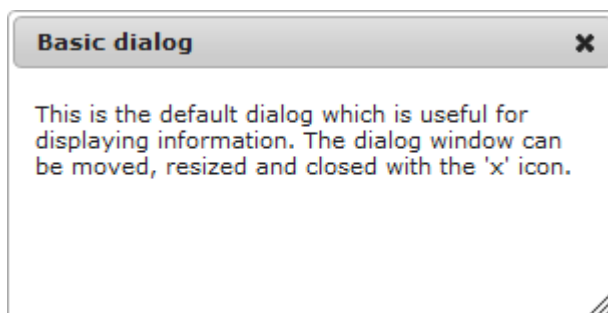 Basic dialog
This is the default dialog which is useful for
displaying information. The dialog window can
be moved, resized and closed with the 'x' icon.